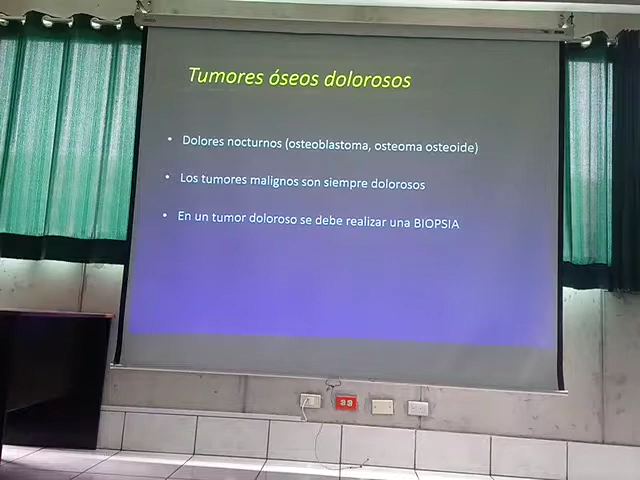 Tumores óseos dolorosos
• Dolores nocturnos (osteoblastoma, osteoma osteoide)
• Los tumores malignos son siempre dolorosos
• En un tumor doloroso se debe realizar una BIOPSIA
33